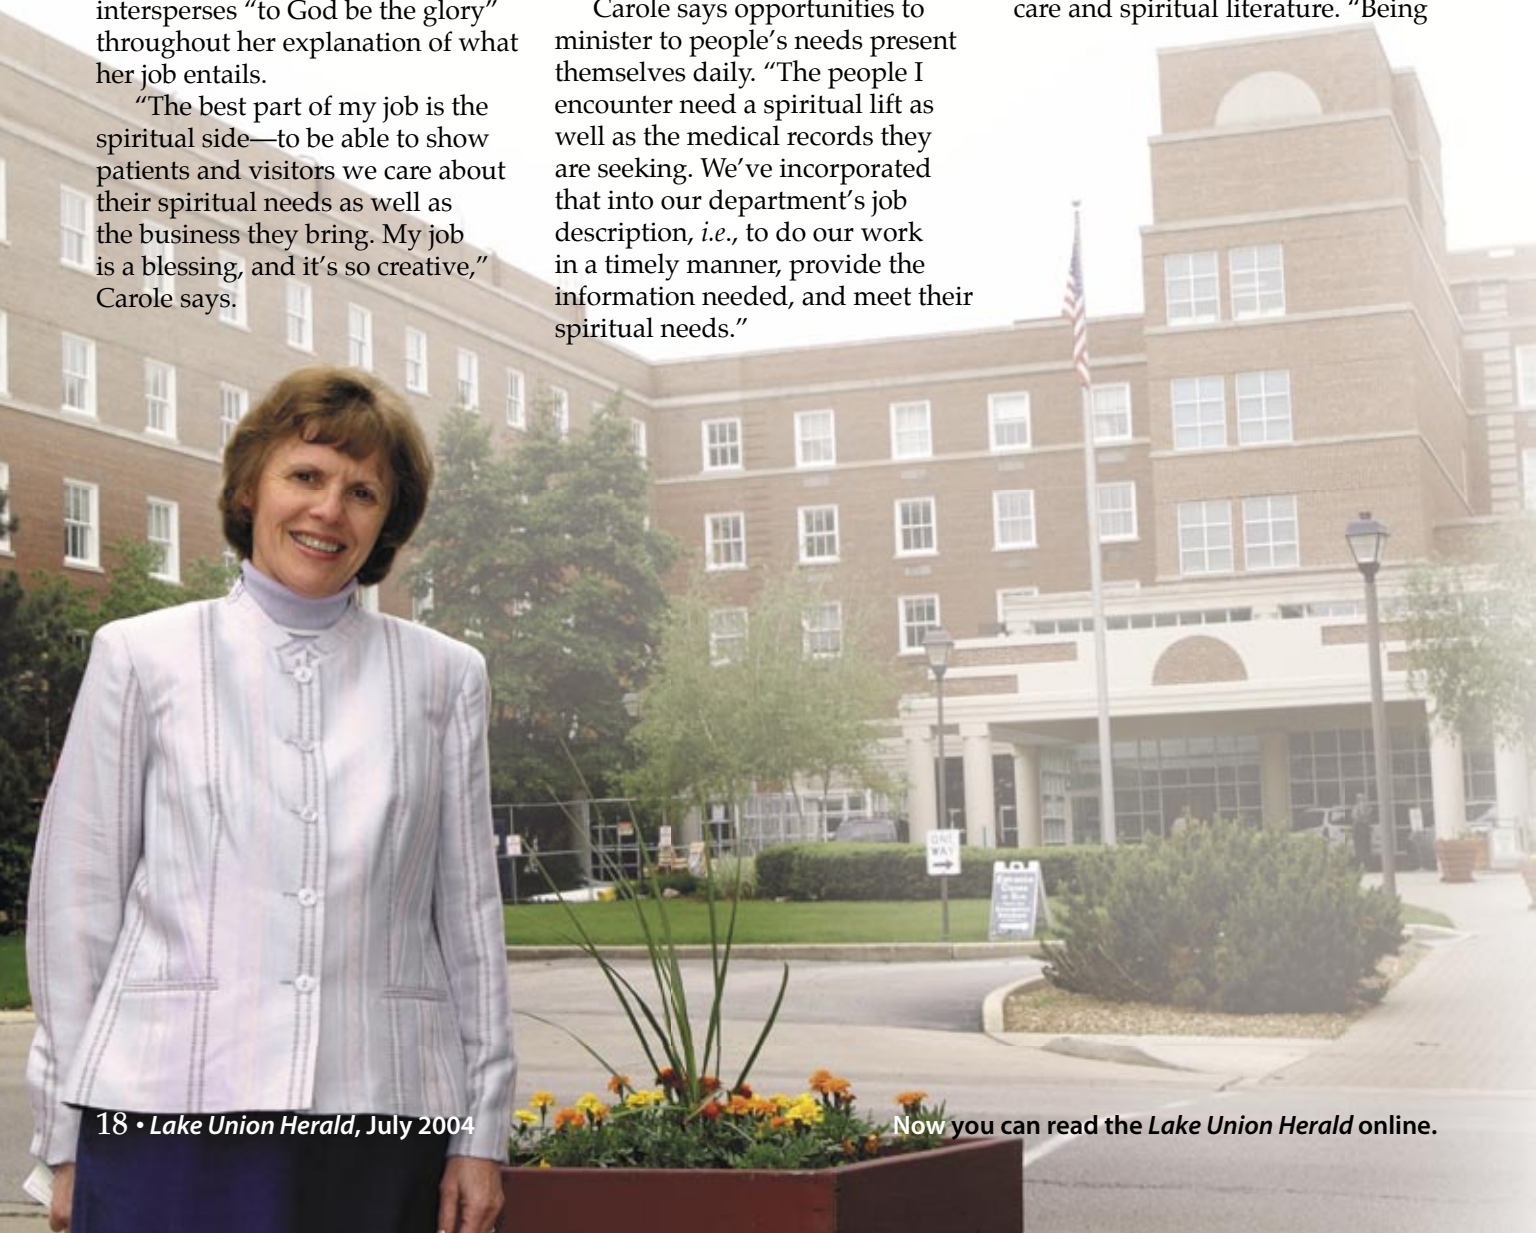 intersperses “to God be the glory”
throughout her explanation of what
her job entails.
“The best part of my job is the
spiritual side—to be able to show
patients and visitors we care about
their spiritual needs as well as
the business they bring. My job
is a blessing, and it’s so creative,”
Carole says.
Carole says opportunities to
minister to people’s needs present
themselves daily. “The people I
encounter need a spiritual lift as
well as the medical records they
are seeking. We’ve incorporated
that into our department’s job
description, i.e., to do our work
in a timely manner, provide the
information needed, and meet their
spiritual needs.”
care and spiritual literature. “Being
ONE
WAY
18 • Lake Union Herald, July 2004
Now you can read the Lake Union Herald online.